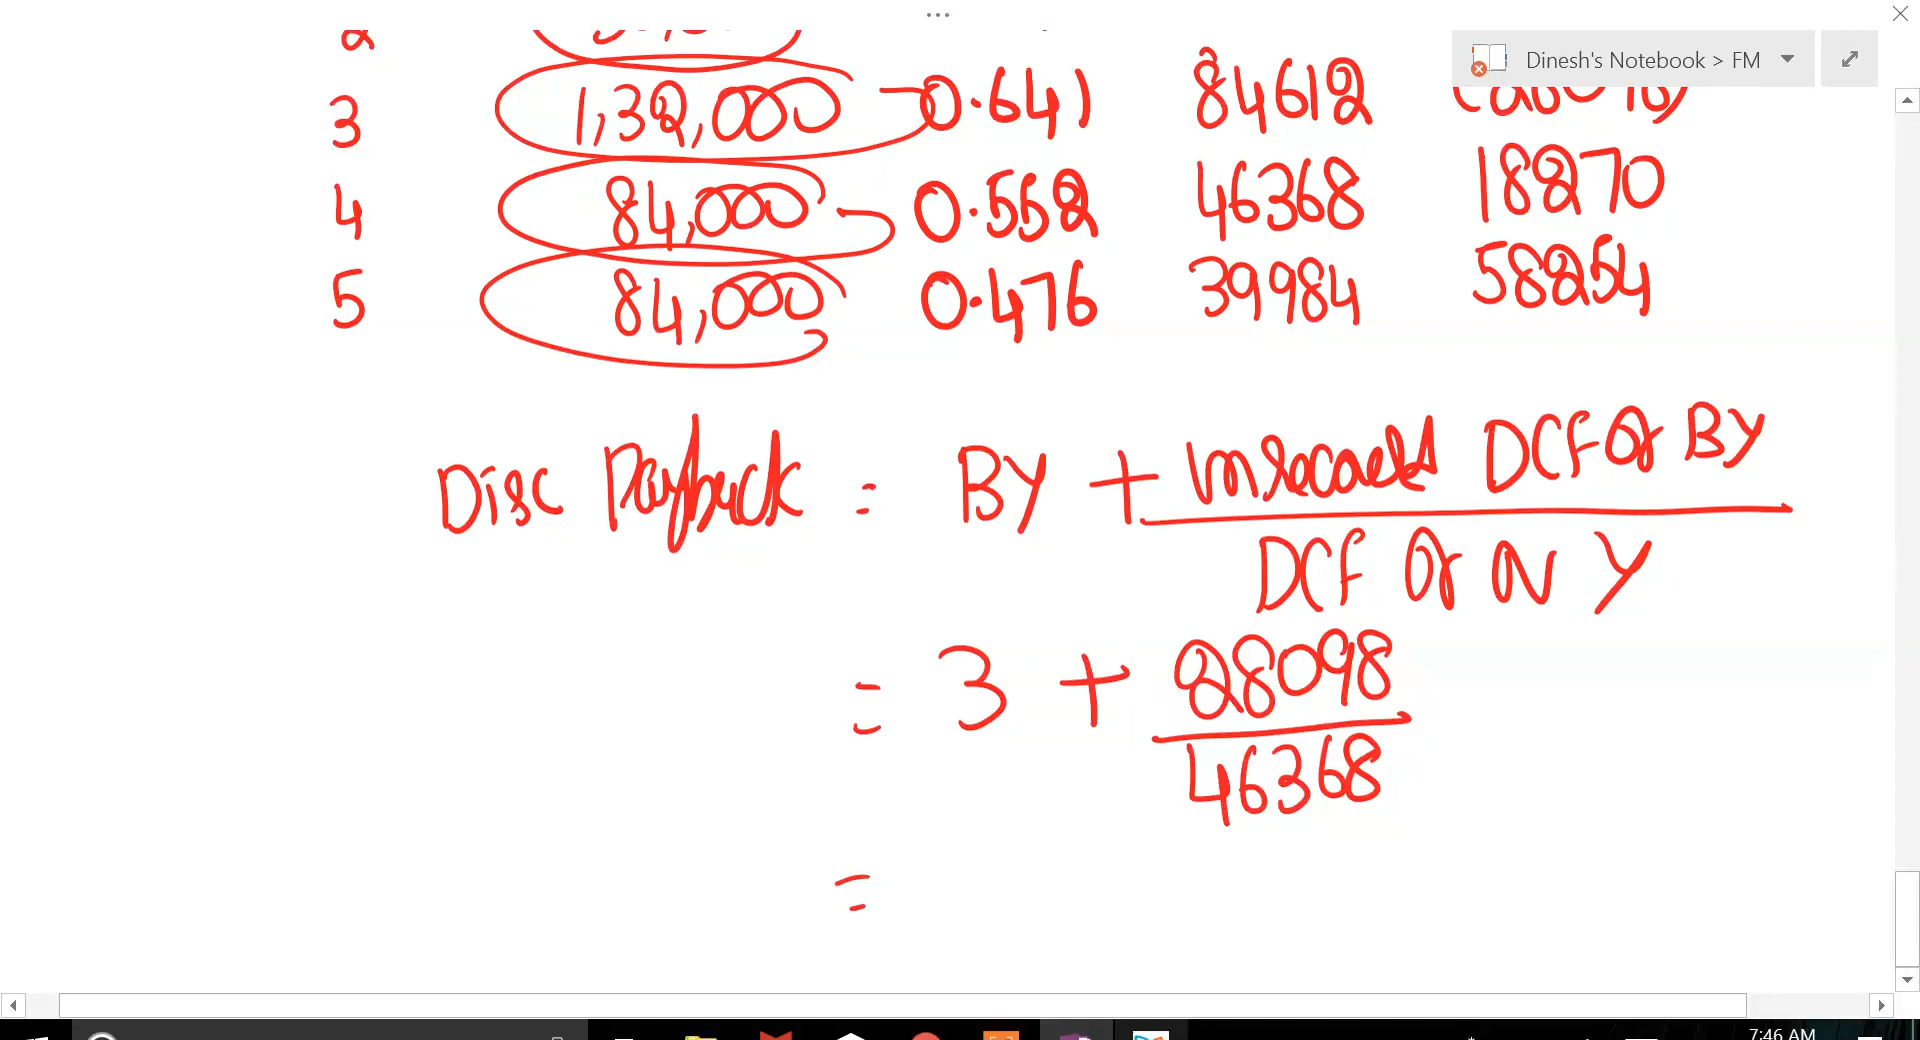 Dinesh's Notebook > FM
2
3 1,32,000 0.641 84612
4 84,000 0.552 46368 18270
5 84,000 0.476 39984 58254
Disc Payback = BY + DCF of BY
DCF of NY
= 3 + 28098
46368
=
7:46 AM